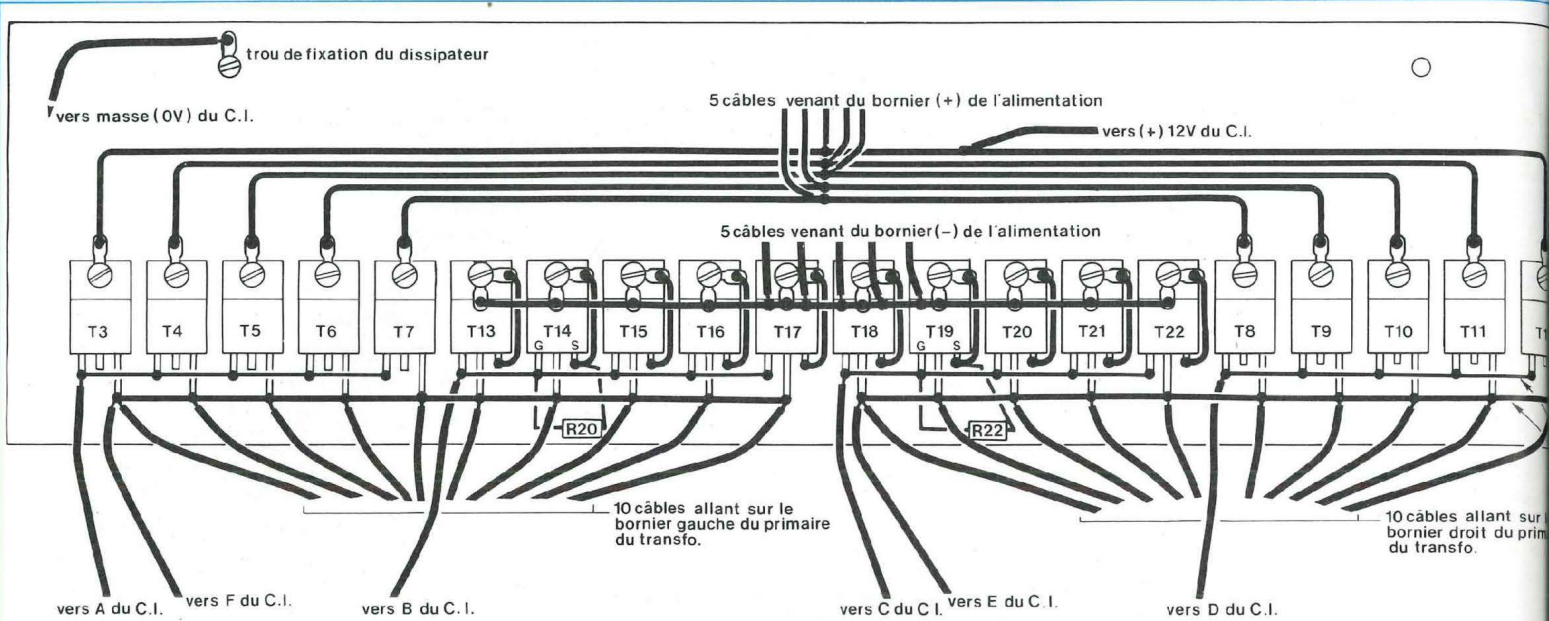 trou de fixation du dissipateur
vers masse (OV) du C.I.
5 câbles venant du bornier (+) de l'alimentation
vers (+) 12V du C.I.
5 câbles venant du bornier (-) de l'alimentation
T3 T4 T5 T6 T7 T13 T14 T15 T16 T17 T18 T19 T20 T21 T22 T8 T9 T10 T11
G S G S
R20 R22
10 câbles allant sur le
bornier gauche du primaire
du transfo.
10 câbles allant sur
bornier droit du prim
du transfo.
vers A du C.I. vers F du C.I. vers B du C.I. vers C du C I. vers E du C.I. vers D du C.I.